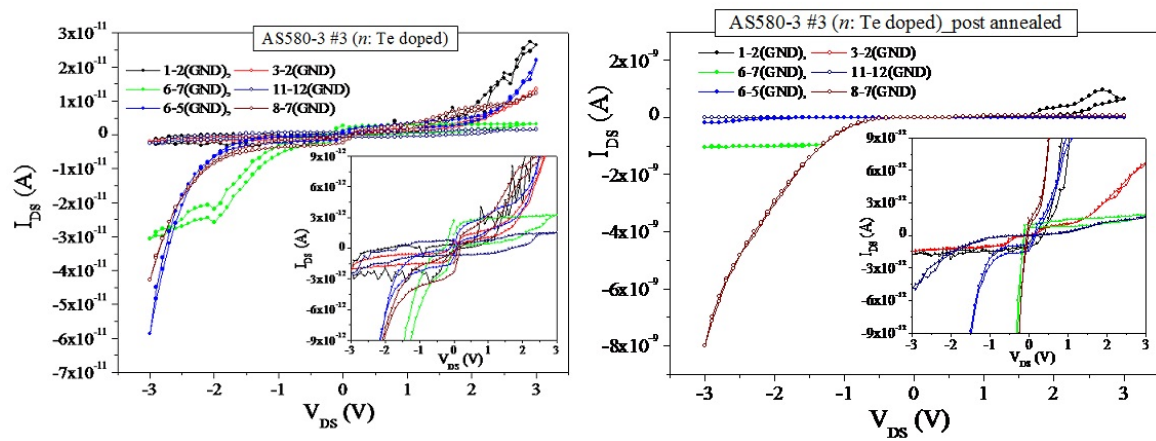 AS580-3 #3 (n: Te doped)
1-2(GND), 3-2(GND)
6-7(GND), 11-12(GND)
6-5(GND), 8-7(GND)
3x10⁻¹¹
2x10⁻¹¹
1x10⁻¹¹
0
-1x10⁻¹¹
-2x10⁻¹¹
-3x10⁻¹¹
-4x10⁻¹¹
-5x10⁻¹¹
-6x10⁻¹¹
-7x10⁻¹¹
I_DS (A)
-3 -2 -1 0 1 2 3
V_DS (V)
9x10⁻¹²
6x10⁻¹²
3x10⁻¹²
0
-3x10⁻¹²
-6x10⁻¹²
-9x10⁻¹²
I_DS (A)
-3 -2 -1 0 1 2 3
V_DS (V)
AS580-3 #3 (n: Te doped)_post annealed
1-2(GND), 3-2(GND)
6-7(GND), 11-12(GND)
6-5(GND), 8-7(GND)
2x10⁻⁹
0
-2x10⁻⁹
-4x10⁻⁹
-6x10⁻⁹
-8x10⁻⁹
I_DS (A)
-3 -2 -1 0 1 2 3
V_DS (V)
9x10⁻¹²
6x10⁻¹²
3x10⁻¹²
0
-3x10⁻¹²
-6x10⁻¹²
-9x10⁻¹²
I_DS (A)
-3 -2 -1 0 1 2 3
V_DS (V)